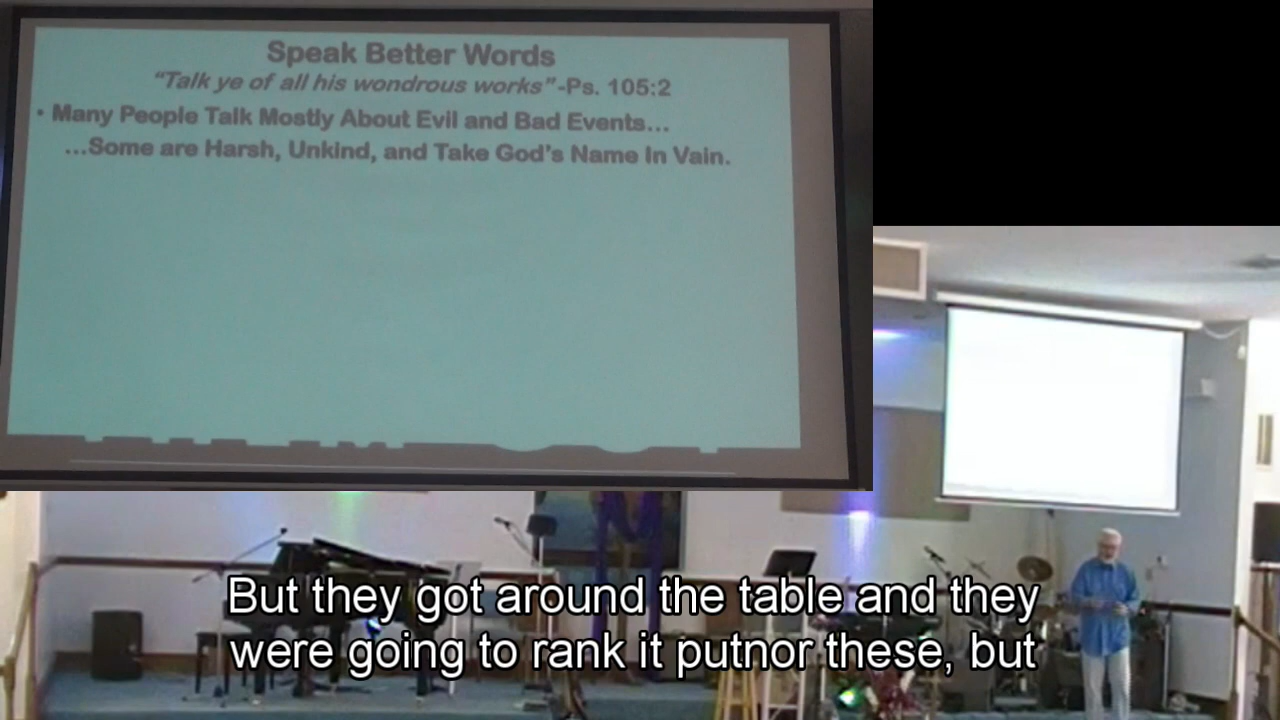 Speak Better Words
“Talk ye of all his wondrous works” -Ps. 105:2
• Many People Talk Mostly About Evil and Bad Events...
...Some are Harsh, Unkind, and Take God's Name In Vain.
But they got around the table and they
were going to rank it putnor these, but